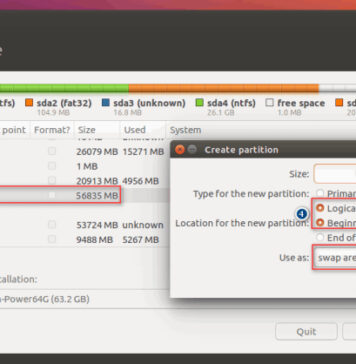 e
tfs) sda2 (fat32) sda3 (unknown) sda4 (ntfs) free space sd
104.9 MB 16.8 MB 26.1 GB 1.0 MB 20
point Format? Size Used System
26079 MB 15271 MB
1 MB
20913 MB 4956 MB
56835 MB
53724 MB unknown
9488 MB 5267 MB
Create partition
Size:
Type for the new partition: Primar
4 Logica
Location for the new partition: Beginn
End of
Use as: swap are
tallation:
-Power64G (63.2 GB)
Quit